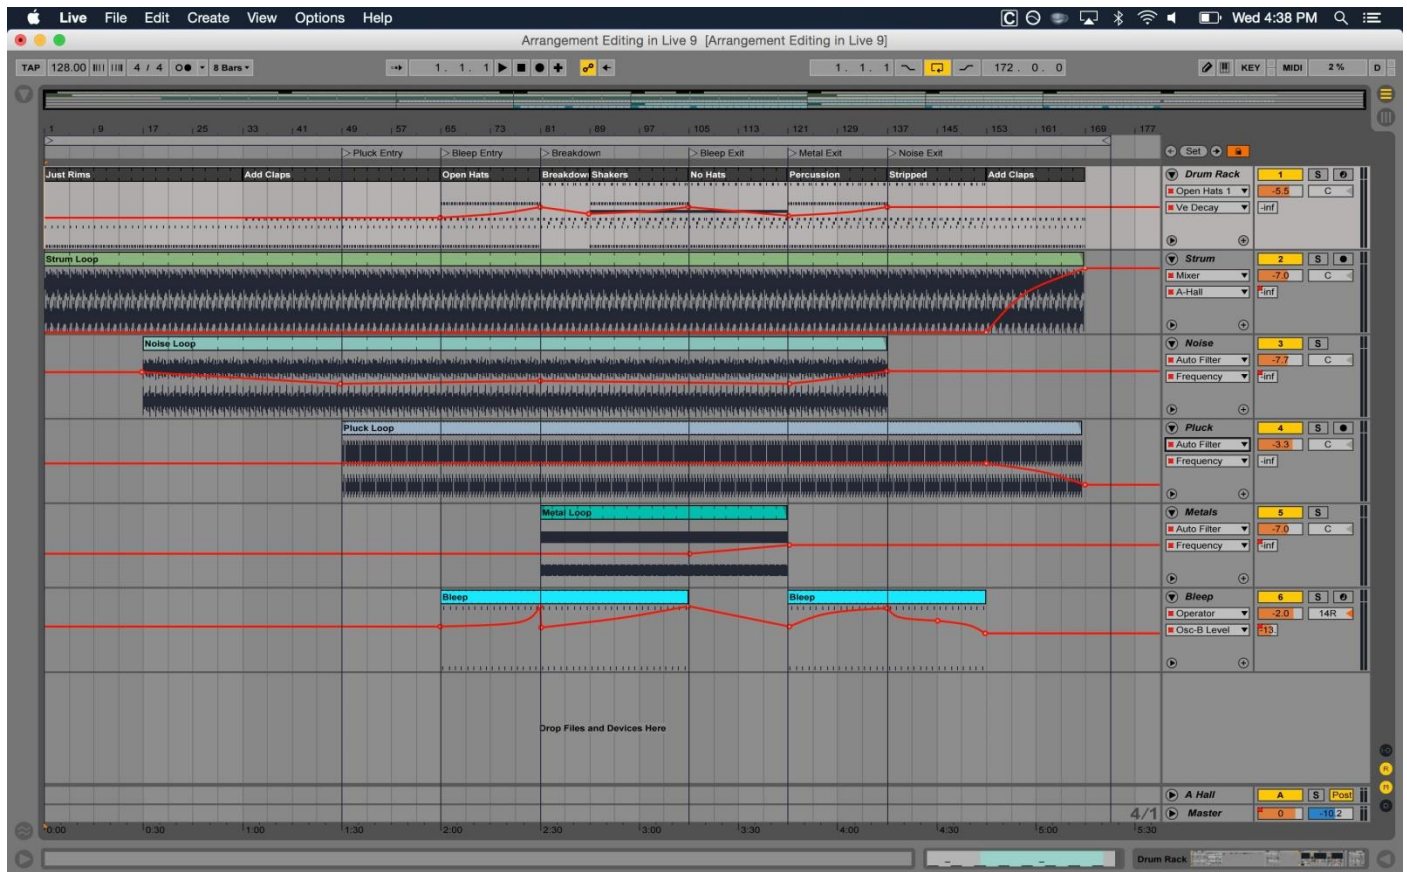 Live File Edit Create View Options Help Wed 4:38 PM
Arrangement Editing in Live 9 [Arrangement Editing in Live 9]
TAP 128.00 4 / 4 8 Bars 1. 1. 1 1. 1. 1 172. 0. 0 KEY MIDI 2 % D
1 9 17 25 33 41 49 57 65 73 81 89 97 105 113 121 129 137 145 153 161 169 177
Pluck Entry Bleep Entry Breakdown Bleep Exit Metal Exit Noise Exit Set
Just Rims Add Claps Open Hats Breakdow Shakers No Hats Percussion Stripped Add Claps Drum Rack 1 S
Open Hats 1 -5.5 C
Ve Decay -inf
Strum Loop Strum 2 S
Mixer -7.0 C
A-Hall -inf
Noise Loop Noise 3 S
Auto Filter -7.7 C
Frequency -inf
Pluck Loop Pluck 4 S
Auto Filter -3.3 C
Frequency -inf
Metal Loop Metals 5 S
Auto Filter -7.0 C
Frequency -inf
Bleep Bleep Bleep 6 S
Operator -2.0 14R
Osc-B Level -13.
Drop Files and Devices Here
A Hall A S Post
4/1 Master 0 -10.2
0:00 0:30 1:00 1:30 2:00 2:30 3:00 3:30 4:00 4:30 5:00 5:30
Drum Rack